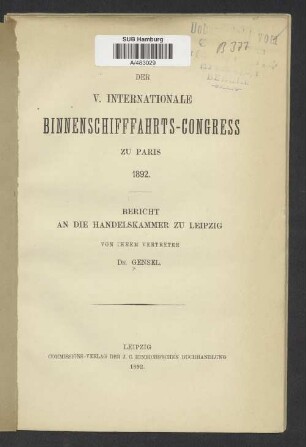 SUB Hamburg
A/483029
B 377
DER
V. INTERNATIONALE
BINNENSCHIFFFAHRTS-CONGRESS
ZU PARIS
1892.
BERICHT
AN DIE HANDELSKAMMER ZU LEIPZIG
VON IHREM VERTRETER
DR. GENSEL.
LEIPZIG
COMMISSIONS-VERLAG DER J. C. HINRICHS'SCHEN BUCHHANDLUNG
1892.